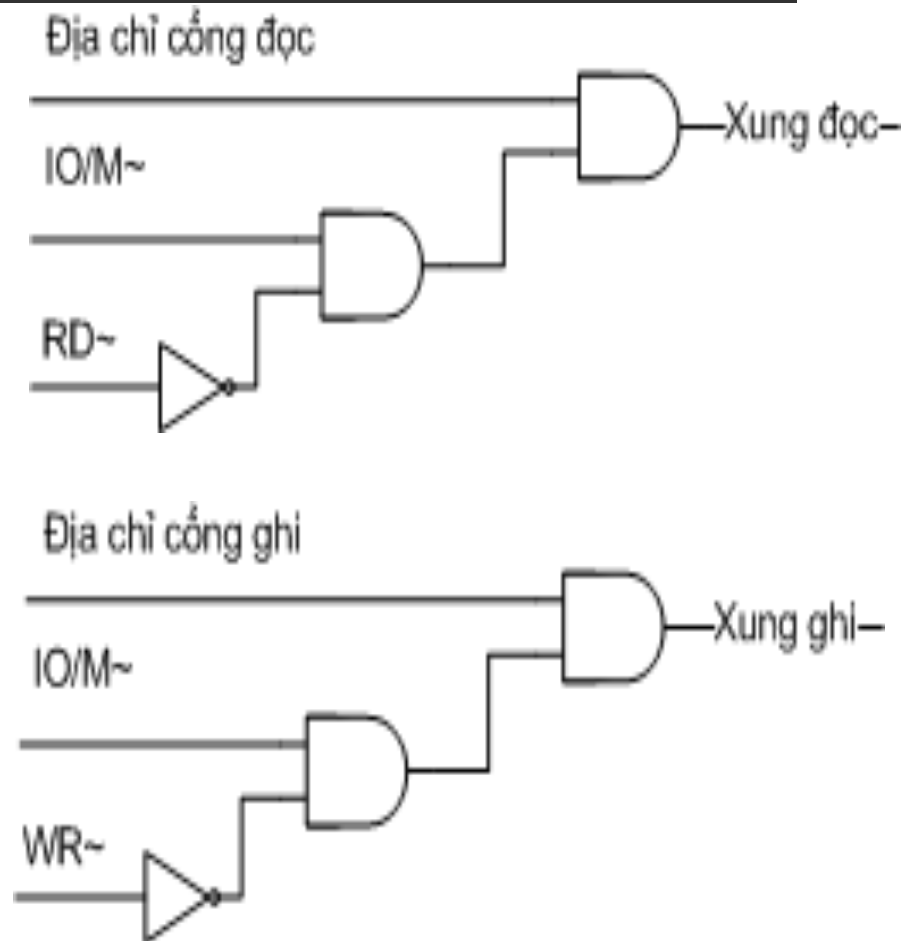 Địa chỉ cổng đọc
Xung đọc
IO/M~
RD~
Địa chỉ cổng ghi
Xung ghi
IO/M~
WR~